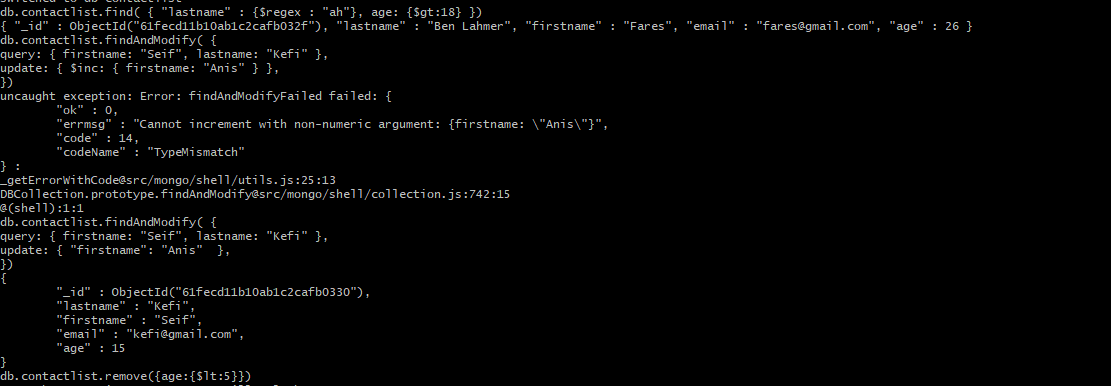 switched to db contactlist
db.contactlist.find( { "lastname" : {$regex : "ah"}, age: {$gt:18} })
{ "_id" : ObjectId("61fecd11b10ab1c2cafb032f"), "lastname" : "Ben Lahmer", "firstname" : "Fares", "email" : "fares@gmail.com", "age" : 26 }
db.contactlist.findAndModify( {
query: { firstname: "Seif", lastname: "Kefi" },
update: { $inc: { firstname: "Anis" } },
})
uncaught exception: Error: findAndModifyFailed failed: {
"ok" : 0,
"errmsg" : "Cannot increment with non-numeric argument: {firstname: \"Anis\"}",
"code" : 14,
"codeName" : "TypeMismatch"
} :
_getErrorWithCode@src/mongo/shell/utils.js:25:13
DBCollection.prototype.findAndModify@src/mongo/shell/collection.js:742:15
@(shell):1:1
db.contactlist.findAndModify( {
query: { firstname: "Seif", lastname: "Kefi" },
update: { "firstname": "Anis"  },
})
{
"_id" : ObjectId("61fecd11b10ab1c2cafb0330"),
"lastname" : "Kefi",
"firstname" : "Seif",
"email" : "kefi@gmail.com",
"age" : 15
}
db.contactlist.remove({age:{$lt:5}})